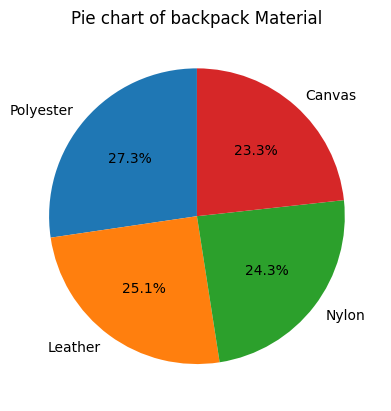 Pie chart of backpack Material
Canvas
Polyester
27.3%
23.3%
25.1%
24.3%
Leather
Nylon